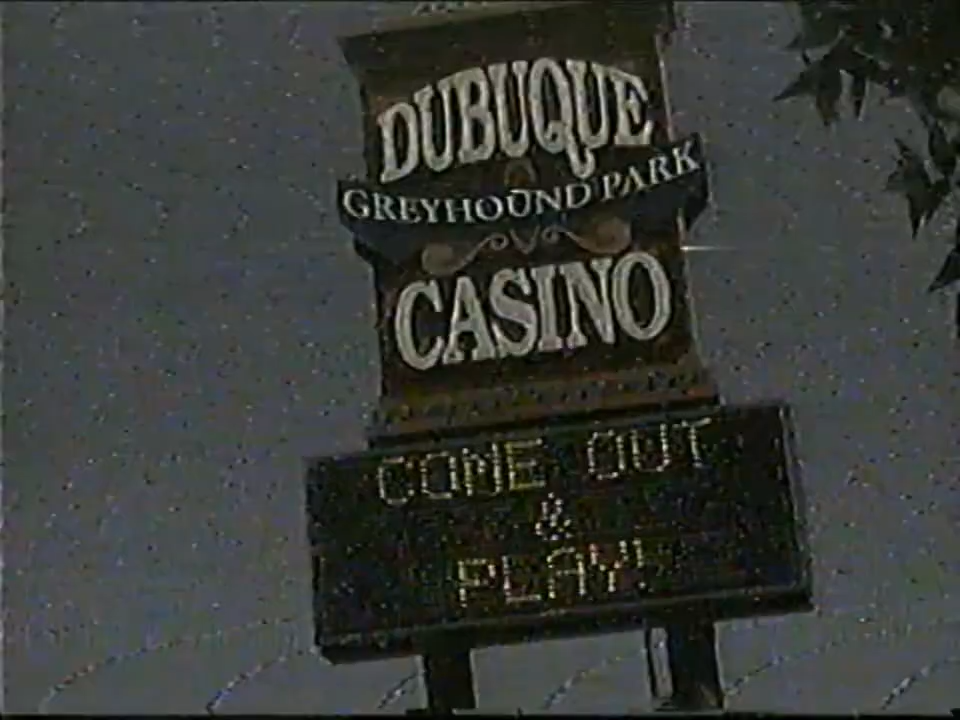 DUBUQUE
GREYHOUND PARK
CASINO
COME OUT
&
PLAY!